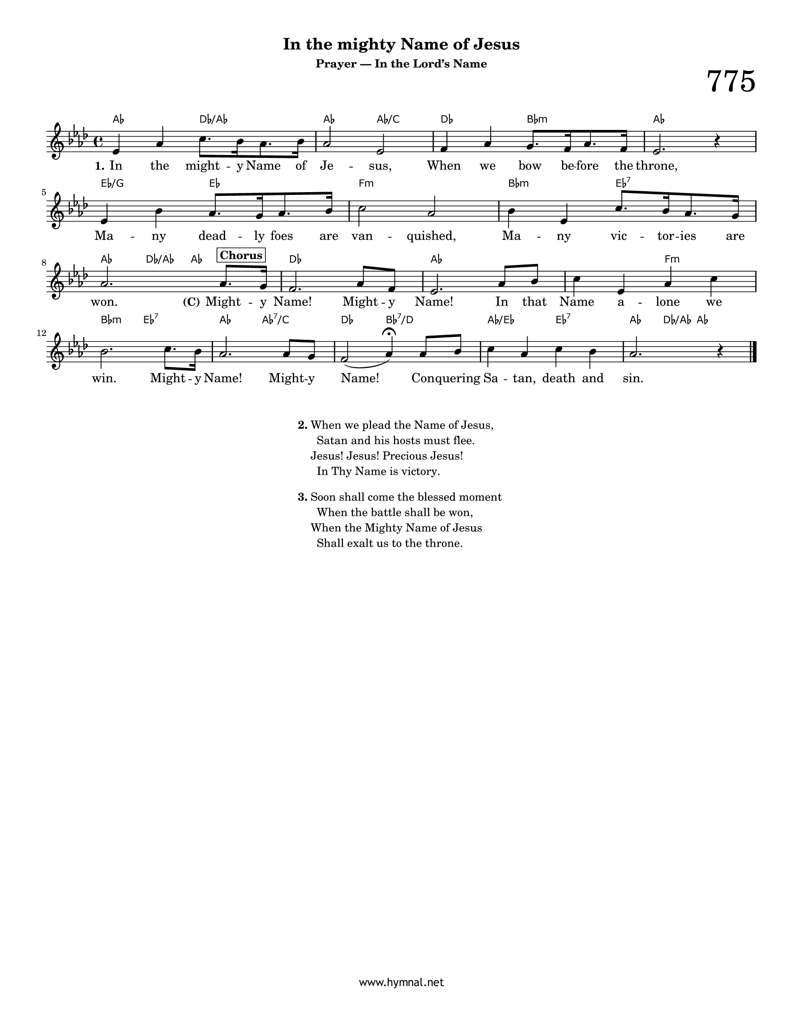 In the mighty Name of Jesus
Prayer — In the Lord's Name
775
A♭ D♭/A♭ A♭ A♭/C D♭ B♭m A♭
1. In the might - y Name of Je - sus, When we bow be-fore the throne,
E♭/G E♭ Fm B♭m E♭7
5
Ma - ny dead - ly foes are van - quished, Ma - ny vic - tor-ies are
A♭ D♭/A♭ A♭ Chorus D♭ A♭ Fm
8
won. (C) Might - y Name! Might - y Name! In that Name a - lone we
B♭m E♭7 A♭ A♭7/C D♭ B♭7/D A♭/E♭ E♭7 A♭ D♭/A♭ A♭
12
win. Might - y Name! Might-y Name! Conquering Sa - tan, death and sin.
2. When we plead the Name of Jesus,
Satan and his hosts must flee.
Jesus! Jesus! Precious Jesus!
In Thy Name is victory.
3. Soon shall come the blessed moment
When the battle shall be won,
When the Mighty Name of Jesus
Shall exalt us to the throne.
www.hymnal.net